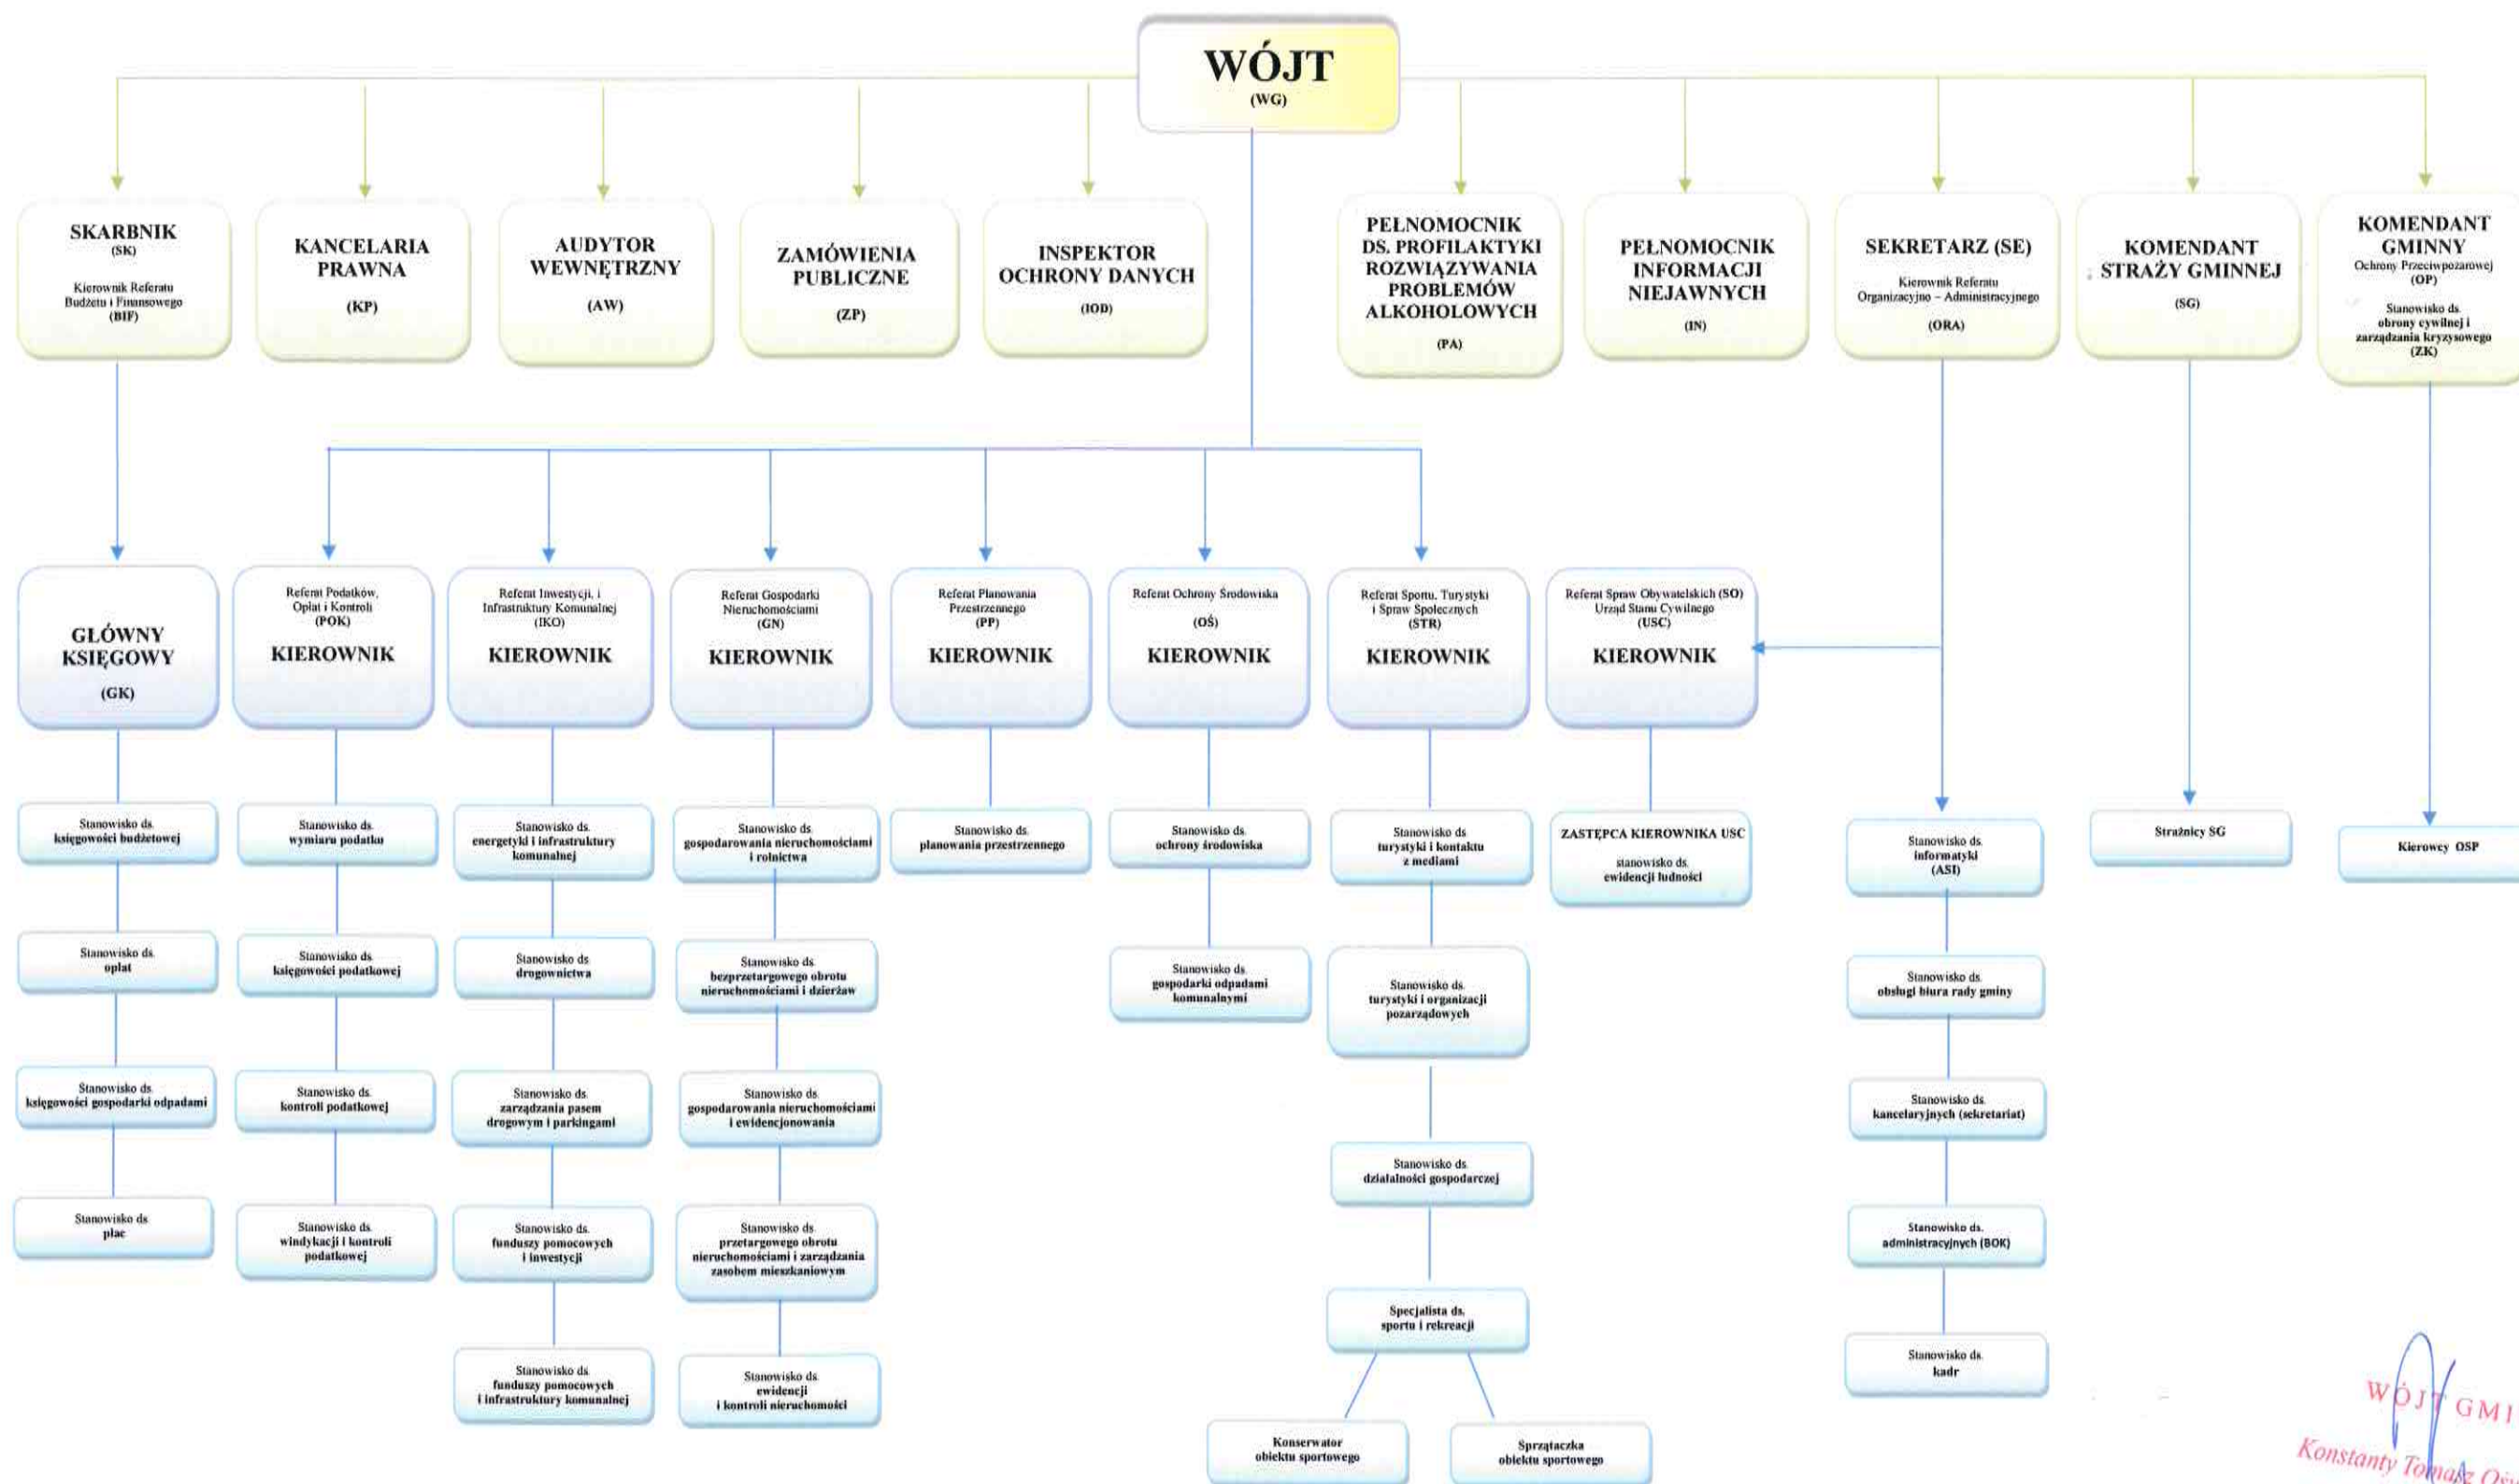 WÓJT
(WG)
SKARBNIK
(SK)
Kierownik Referatu
Budżetu i Finansowego
(BIF)
KANCELARIA
PRAWNA
(KP)
AUDYTOR
WEWNĘTRZNY
(AW)
ZAMÓWIENIA
PUBLICZNE
(ZP)
INSPEKTOR
OCHRONY DANYCH
(IOD)
PEŁNOMOCNIK
DS. PROFILAKTYKI
ROZWIĄZYWANIA
PROBLEMÓW
ALKOHOLOWYCH
(PA)
PEŁNOMOCNIK
INFORMACJI
NIEJAWNYCH
(IN)
SEKRETARZ (SE)
Kierownik Referatu
Organizacyjno – Administracyjnego
(ORA)
KOMENDANT
STRAŻY GMINNEJ
(SG)
KOMENDANT
GMINNY
Ochrony Przeciwpożarowej
(OP)
Stanowisko ds.
obrony cywilnej i
zarządzania kryzysowego
(ZK)
GŁÓWNY
KSIĘGOWY
(GK)
Referat Podatków,
Opłat i Kontroli
(POK)
KIEROWNIK
Referat Inwestycji, i
Infrastruktury Komunalnej
(IKO)
KIEROWNIK
Referat Gospodarki
Nieruchomościami
(GN)
KIEROWNIK
Referat Planowania
Przestrzennego
(PP)
KIEROWNIK
Referat Ochrony Środowiska
(OŚ)
KIEROWNIK
Referat Sportu, Turystyki
i Spraw Społecznych
(STR)
KIEROWNIK
Referat Spraw Obywatelskich (SO)
Urząd Stanu Cywilnego
(USC)
KIEROWNIK
Stanowisko ds.
księgowości budżetowej
Stanowisko ds.
opłat
Stanowisko ds.
księgowości gospodarki odpadami
Stanowisko ds.
płac
Stanowisko ds.
wymiaru podatku
Stanowisko ds.
księgowości podatkowej
Stanowisko ds.
kontroli podatkowej
Stanowisko ds.
windykacji i kontroli
podatkowej
Stanowisko ds.
energetyki i infrastruktury
komunalnej
Stanowisko ds.
drogownictwa
Stanowisko ds.
zarządzania pasem
drogowym i parkingami
Stanowisko ds.
funduszy pomocowych
i inwestycji
Stanowisko ds.
funduszy pomocowych
i infrastruktury komunalnej
Stanowisko ds.
gospodarowania nieruchomościami
i rolnictwa
Stanowisko ds.
bezprzetargowego obrotu
nieruchomościami i dzierżaw
Stanowisko ds.
gospodarowania nieruchomościami
i ewidencjonowania
Stanowisko ds.
przetargowego obrotu
nieruchomościami i zarządzania
zasobem mieszkaniowym
Stanowisko ds.
ewidencji
i kontroli nieruchomości
Stanowisko ds.
planowania przestrzennego
Stanowisko ds.
ochrony środowiska
Stanowisko ds.
gospodarki odpadami
komunalnymi
Stanowisko ds
turystyki i kontaktu
z mediami
Stanowisko ds.
turystyki i organizacji
pozarządowych
Stanowisko ds.
działalności gospodarczej
Specjalista ds.
sportu i rekreacji
Konserwator
obiektu sportowego
Sprzątaczka
obiektu sportowego
ZASTĘPCA KIEROWNIKA USC
stanowisko ds.
ewidencji ludności
Stanowisko ds.
informatyki
(ASI)
Stanowisko ds.
obsługi biura rady gminy
Stanowisko ds.
kancelaryjnych (sekretariat)
Stanowisko ds.
administracyjnych (BOK)
Stanowisko ds.
kadr
Strażnicy SG
Kierowcy OSP
WÓJT GMI
Konstanty Tomasz